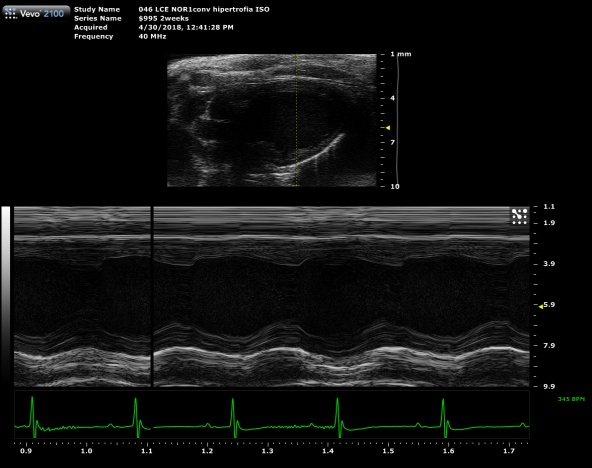 Vevo 2100
Study Name 046 LCE NOR1conv hipertrofia ISO
Series Name S995 2weeks
Acquired 4/30/2018, 12:41:28 PM
Frequency 40 MHz
1 mm
4
7
10
1.1
1.9
3.9
5.9
7.9
9.9
345 BPM
0.9 1.0 1.1 1.2 1.3 1.4 1.5 1.6 1.7